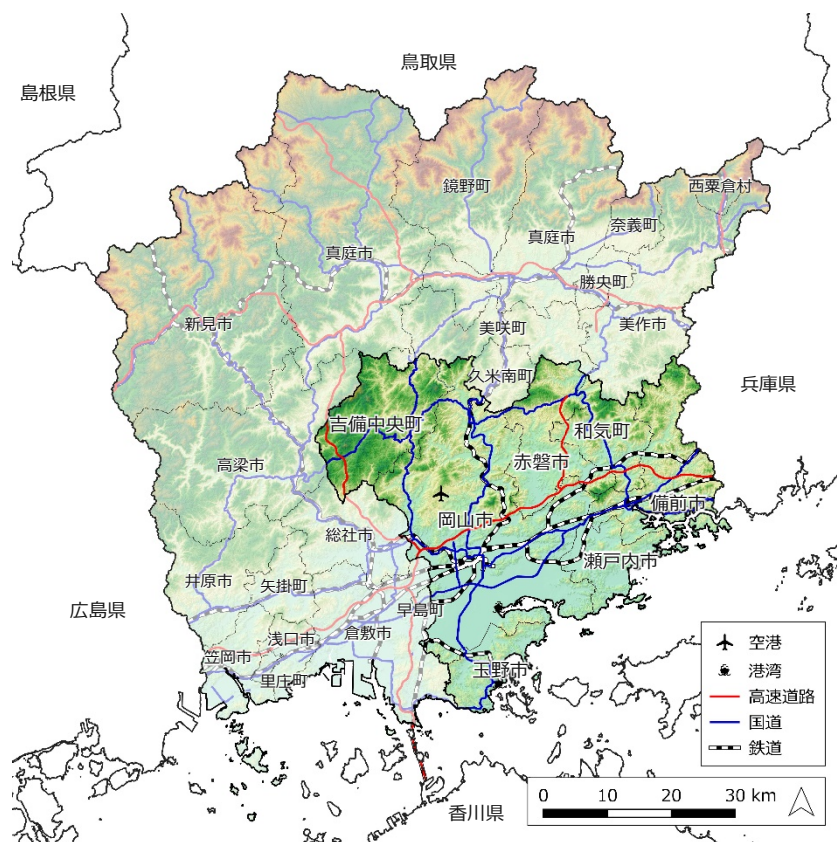 鳥取県
島根県
鏡野町
西粟倉村
奈義町
真庭市
真庭市
勝央町
新見市
美咲町
美作市
久米南町
兵庫県
吉備中央町
和気町
高梁市
赤磐市
岡山市
備前市
総社市
瀬戸内市
井原市
矢掛町
広島県
早島町
浅口市
倉敷市
笠岡市
里庄町
玉野市
空港
港湾
高速道路
国道
鉄道
香川県
0 10 20 30 km